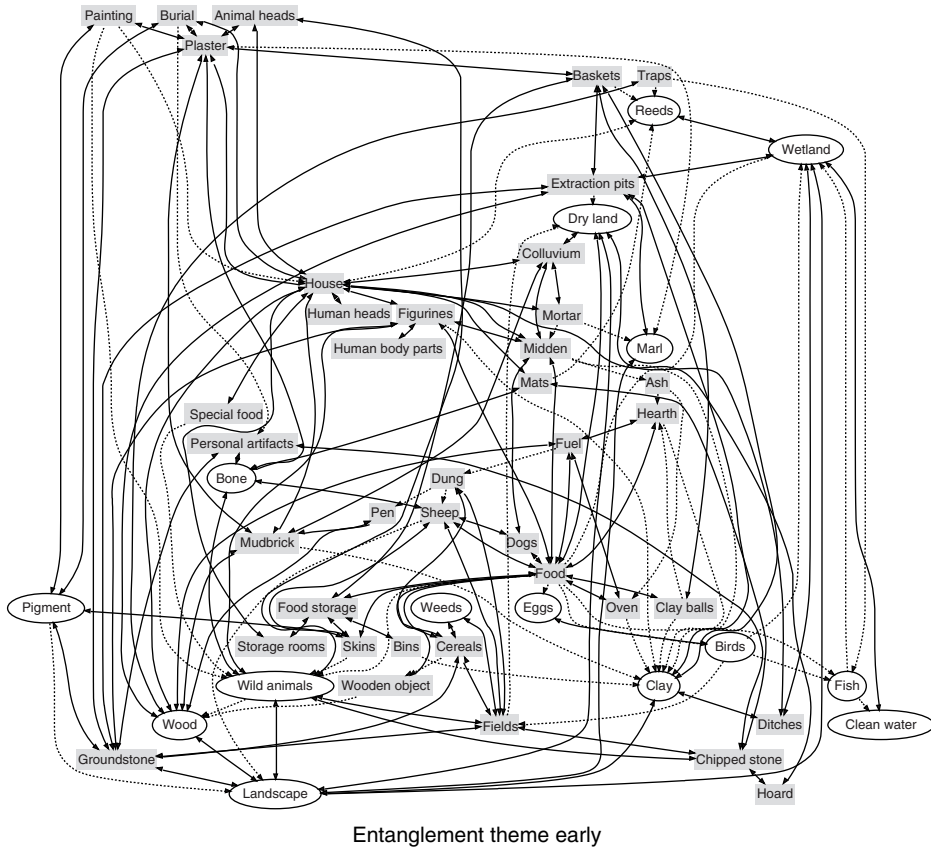 Painting Burial Animal heads
Plaster
Baskets Traps
Reeds
Wetland
Extraction pits
Dry land
Colluvium
House
Human heads Figurines Mortar
Human body parts Midden Marl
Mats Ash
Special food Hearth
Personal artifacts Fuel
Bone Dung
Pen Sheep
Mudbrick Dogs
Food
Pigment Food storage Weeds Eggs Oven Clay balls
Storage rooms Skins Bins Cereals Birds
Wild animals Wooden object Clay Fish
Wood Fields Ditches Clean water
Groundstone Chipped stone
Landscape Hoard
Entanglement theme early